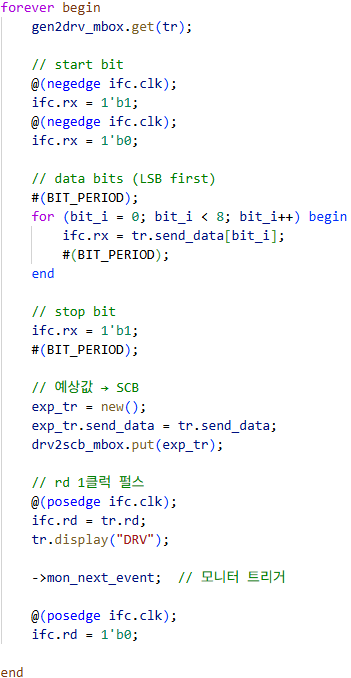 forever begin
gen2drv_mbox.get(tr);
// start bit
@(negedge ifc.clk);
ifc.rx = 1'b1;
@(negedge ifc.clk);
ifc.rx = 1'b0;
// data bits (LSB first)
#(BIT_PERIOD);
for (bit_i = 0; bit_i < 8; bit_i++) begin
ifc.rx = tr.send_data[bit_i];
#(BIT_PERIOD);
end
// stop bit
ifc.rx = 1'b1;
#(BIT_PERIOD);
// 예상값 → SCB
exp_tr = new();
exp_tr.send_data = tr.send_data;
drv2scb_mbox.put(exp_tr);
// rd 1클럭 펄스
@(posedge ifc.clk);
ifc.rd = tr.rd;
tr.display("DRV");
->mon_next_event;  // 모니터 트리거
@(posedge ifc.clk);
ifc.rd = 1'b0;
end